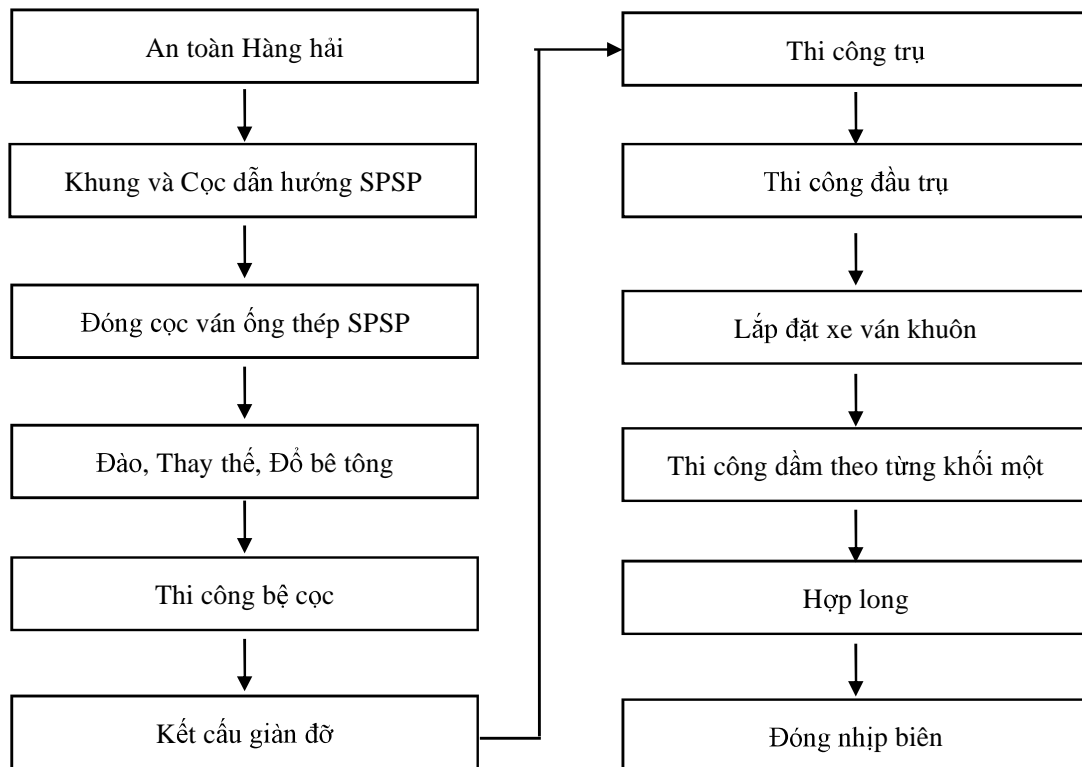 An toàn Hàng hải
Khung và Cọc dẫn hướng SPSP
Đóng cọc ván ống thép SPSP
Đào, Thay thế, Đổ bê tông
Thi công bệ cọc
Kết cấu giàn đỡ
Thi công trụ
Thi công đầu trụ
Lắp đặt xe ván khuôn
Thi công dầm theo từng khối một
Hợp long
Đóng nhịp biên